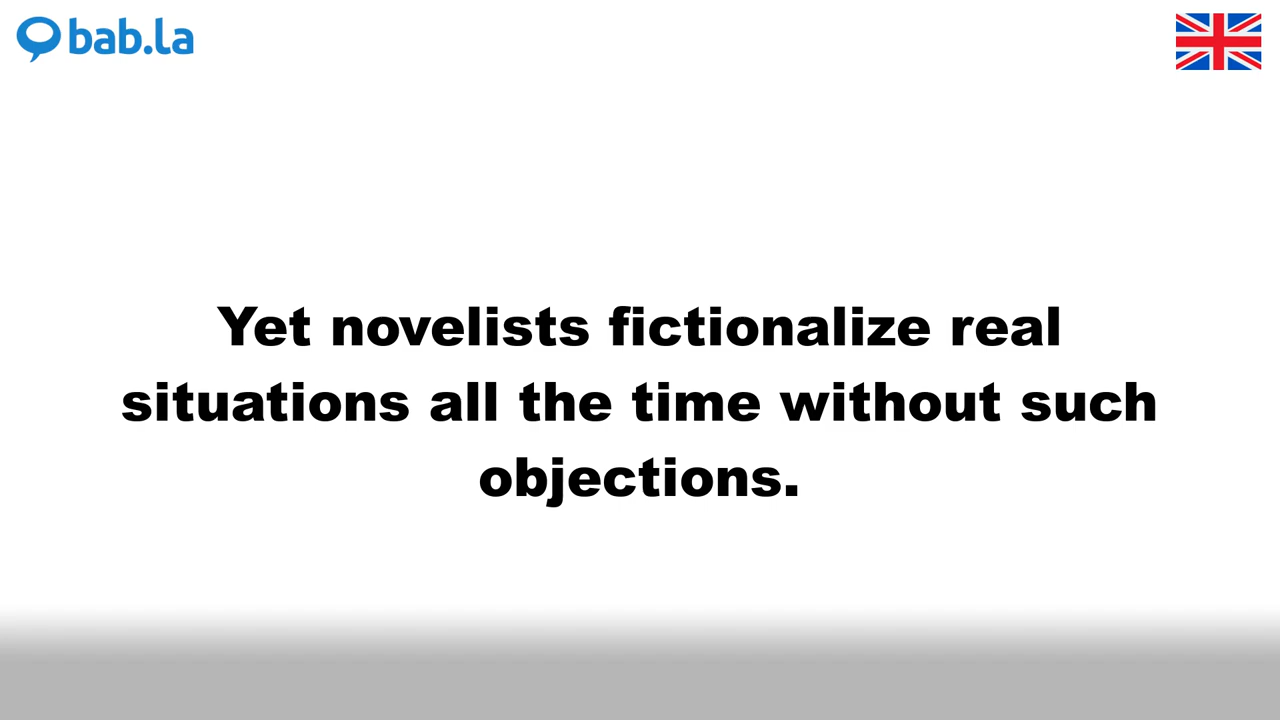 bab.la
Yet novelists fictionalize real
situations all the time without such
objections.